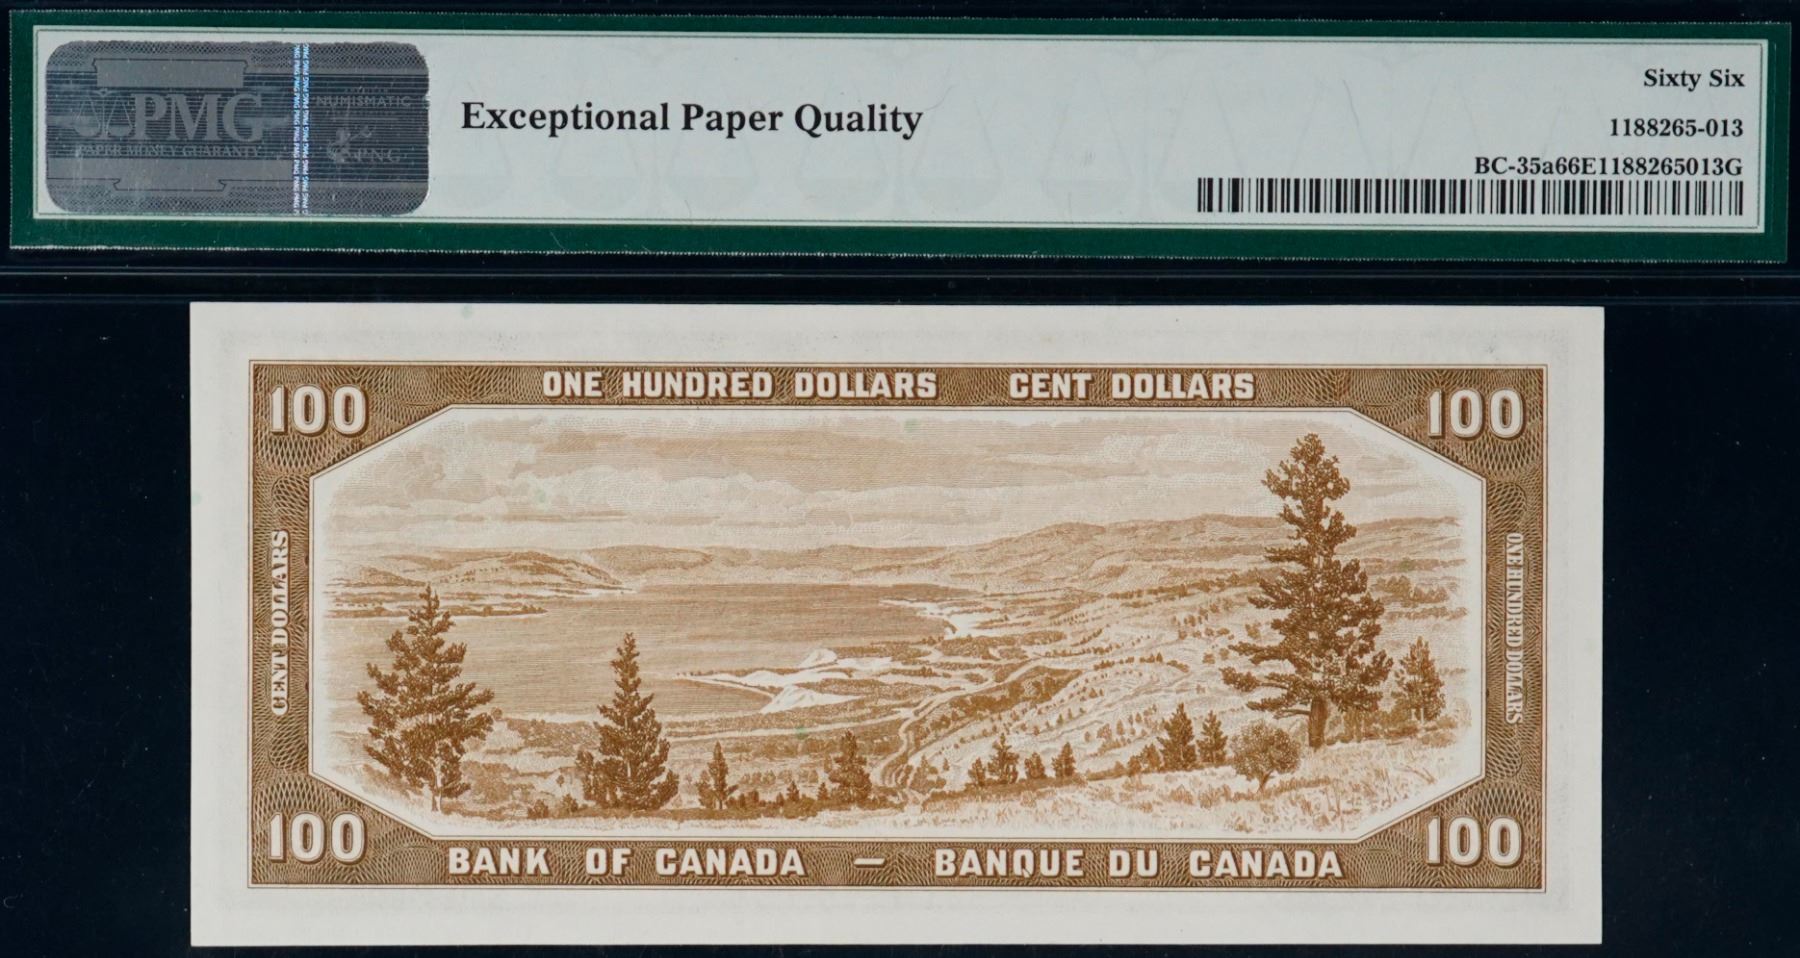 PMG
PAPER MONEY GUARANTY
NUMISMATIC
PNG
Exceptional Paper Quality
Sixty Six
1188265-013
BC-35a66E1188265013G
ONE HUNDRED DOLLARS CENT DOLLARS
100 100
CENT DOLLARS
ONE HUNDRED DOLLARS
100 100
BANK OF CANADA — BANQUE DU CANADA